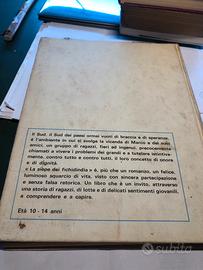 Il Sud, il Sud dei paesi ormai vuoti di braccia e di speranze,
è l'ambiente in cui si svolge la vicenda di Marco e dei suoi
amici, un gruppo di ragazzi, fieri ed ingenui, precocemente
chiamati a vivere i problemi dei grandi e a tutelare istintiva-
mente, contro tutto e contro tutti, il loro concetto di onore
e di dignità.
« La siepe dei fichidindia » è, più che un romanzo, un felice,
luminoso squarcio di vita, visto con sincera partecipazione
e senza falsa retorica. Un libro che è un invito, attraverso
una storia di ragazzi, di lotte e di delicati sentimenti giovanili,
a comprendere e a capire.
Età 10 - 14 anni
subito